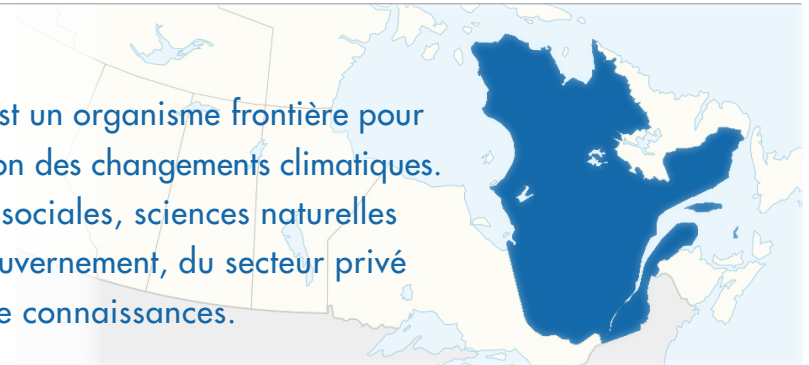 st un organisme frontière pour
on des changements climatiques.
sociales, sciences naturelles
uvernement, du secteur privé
e connaissances.